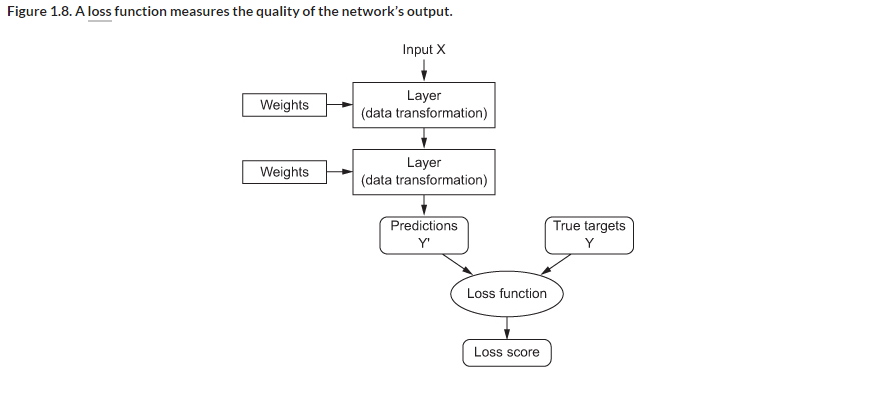 Figure 1.8. A loss function measures the quality of the network’s output.
Input X
Weights
Layer
(data transformation)
Weights
Layer
(data transformation)
Predictions
Y'
True targets
Y
Loss function
Loss score